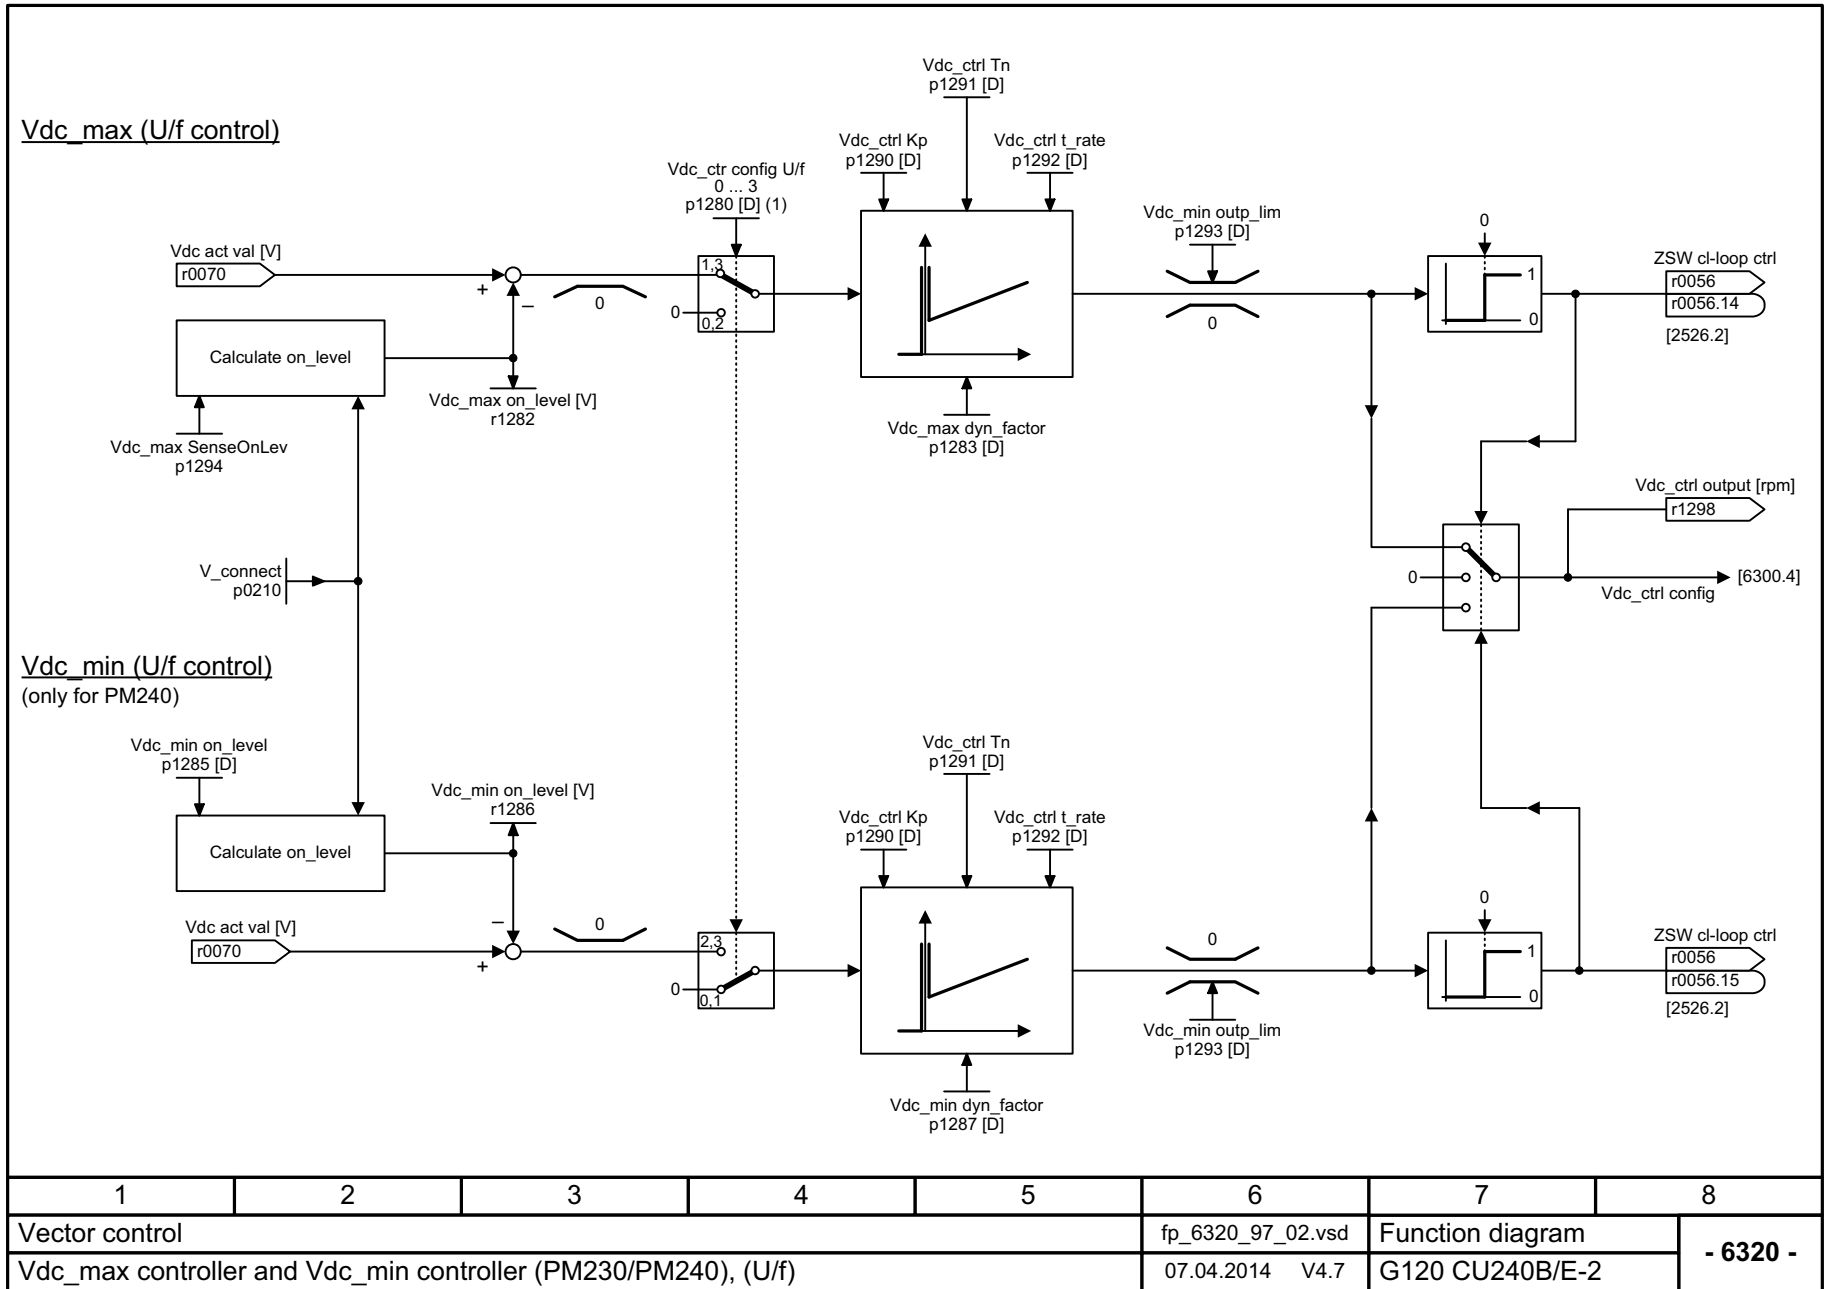 Vdc_max (U/f control)
Vdc_ctrl Tn
p1291 [D]
Vdc_ctrl Kp
p1290 [D]
Vdc_ctrl t_rate
p1292 [D]
Vdc_ctr config U/f
0 ... 3
p1280 [D] (1)
Vdc_min outp_lim
p1293 [D]
0
Vdc act val [V]
r0070
+
–
0
1,3
0
0,2
0
1
0
ZSW cl-loop ctrl
r0056
r0056.14
[2526.2]
Calculate on_level
Vdc_max on_level [V]
r1282
Vdc_max dyn_factor
p1283 [D]
Vdc_max SenseOnLev
p1294
Vdc_ctrl output [rpm]
r1298
V_connect
p0210
0
[6300.4]
Vdc_ctrl config
Vdc_min (U/f control)
(only for PM240)
Vdc_min on_level
p1285 [D]
Vdc_min on_level [V]
r1286
Vdc_ctrl Tn
p1291 [D]
Vdc_ctrl Kp
p1290 [D]
Vdc_ctrl t_rate
p1292 [D]
Calculate on_level
Vdc act val [V]
r0070
+
–
0
2,3
0
0,1
0
Vdc_min outp_lim
p1293 [D]
0
1
0
ZSW cl-loop ctrl
r0056
r0056.15
[2526.2]
Vdc_min dyn_factor
p1287 [D]
1 2 3 4 5 6 7 8
Vector control
fp_6320_97_02.vsd
Function diagram
- 6320 -
Vdc_max controller and Vdc_min controller (PM230/PM240), (U/f)
07.04.2014 V4.7
G120 CU240B/E-2